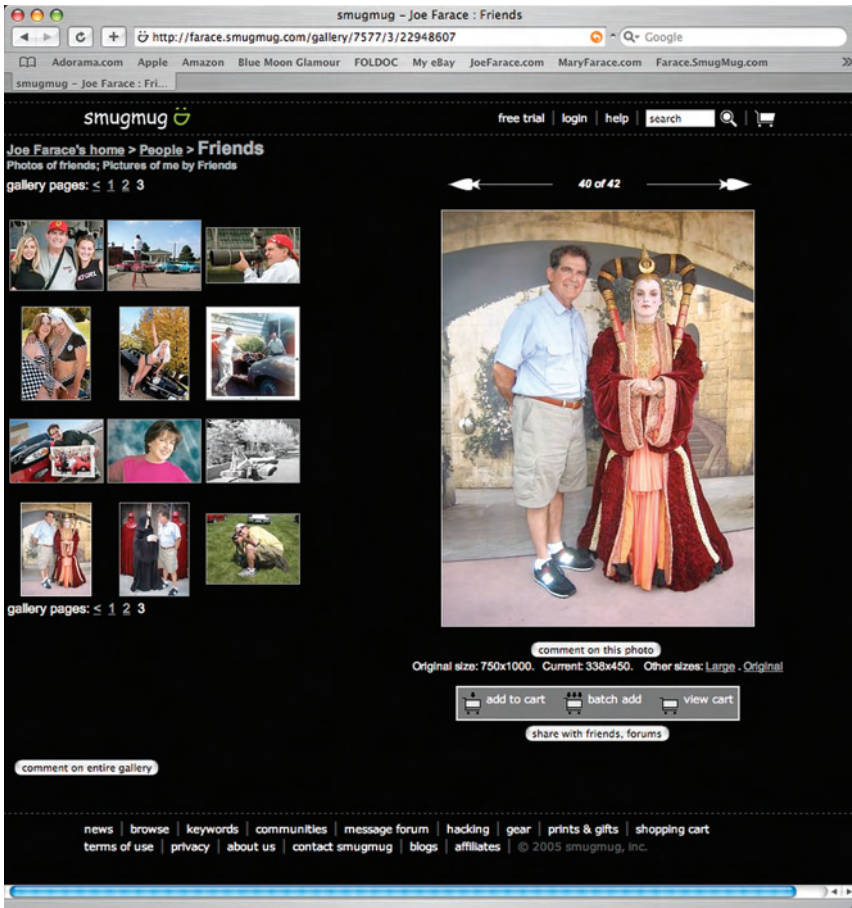 smugmug – Joe Farace : Friends
http://farace.smugmug.com/gallery/7577/3/22948607
Google
Adorama.com Apple Amazon Blue Moon Glamour FOLDOC My eBay JoeFarace.com MaryFarace.com Farace.SmugMug.com
smugmug – Joe Farace : Fri...
smugmug
free trial | login | help | search
Joe Farace's home > People > Friends
Photos of friends; Pictures of me by Friends
gallery pages: < 1 2 3
40 of 42
gallery pages: < 1 2 3
comment on this photo
Original size: 750x1000. Current: 338x450. Other sizes: Large . Original
add to cart batch add view cart
share with friends, forums
comment on entire gallery
news | browse | keywords | communities | message forum | hacking | gear | prints & gifts | shopping cart
terms of use | privacy | about us | contact smugmug | blogs | affiliates | © 2005 smugmug, inc.